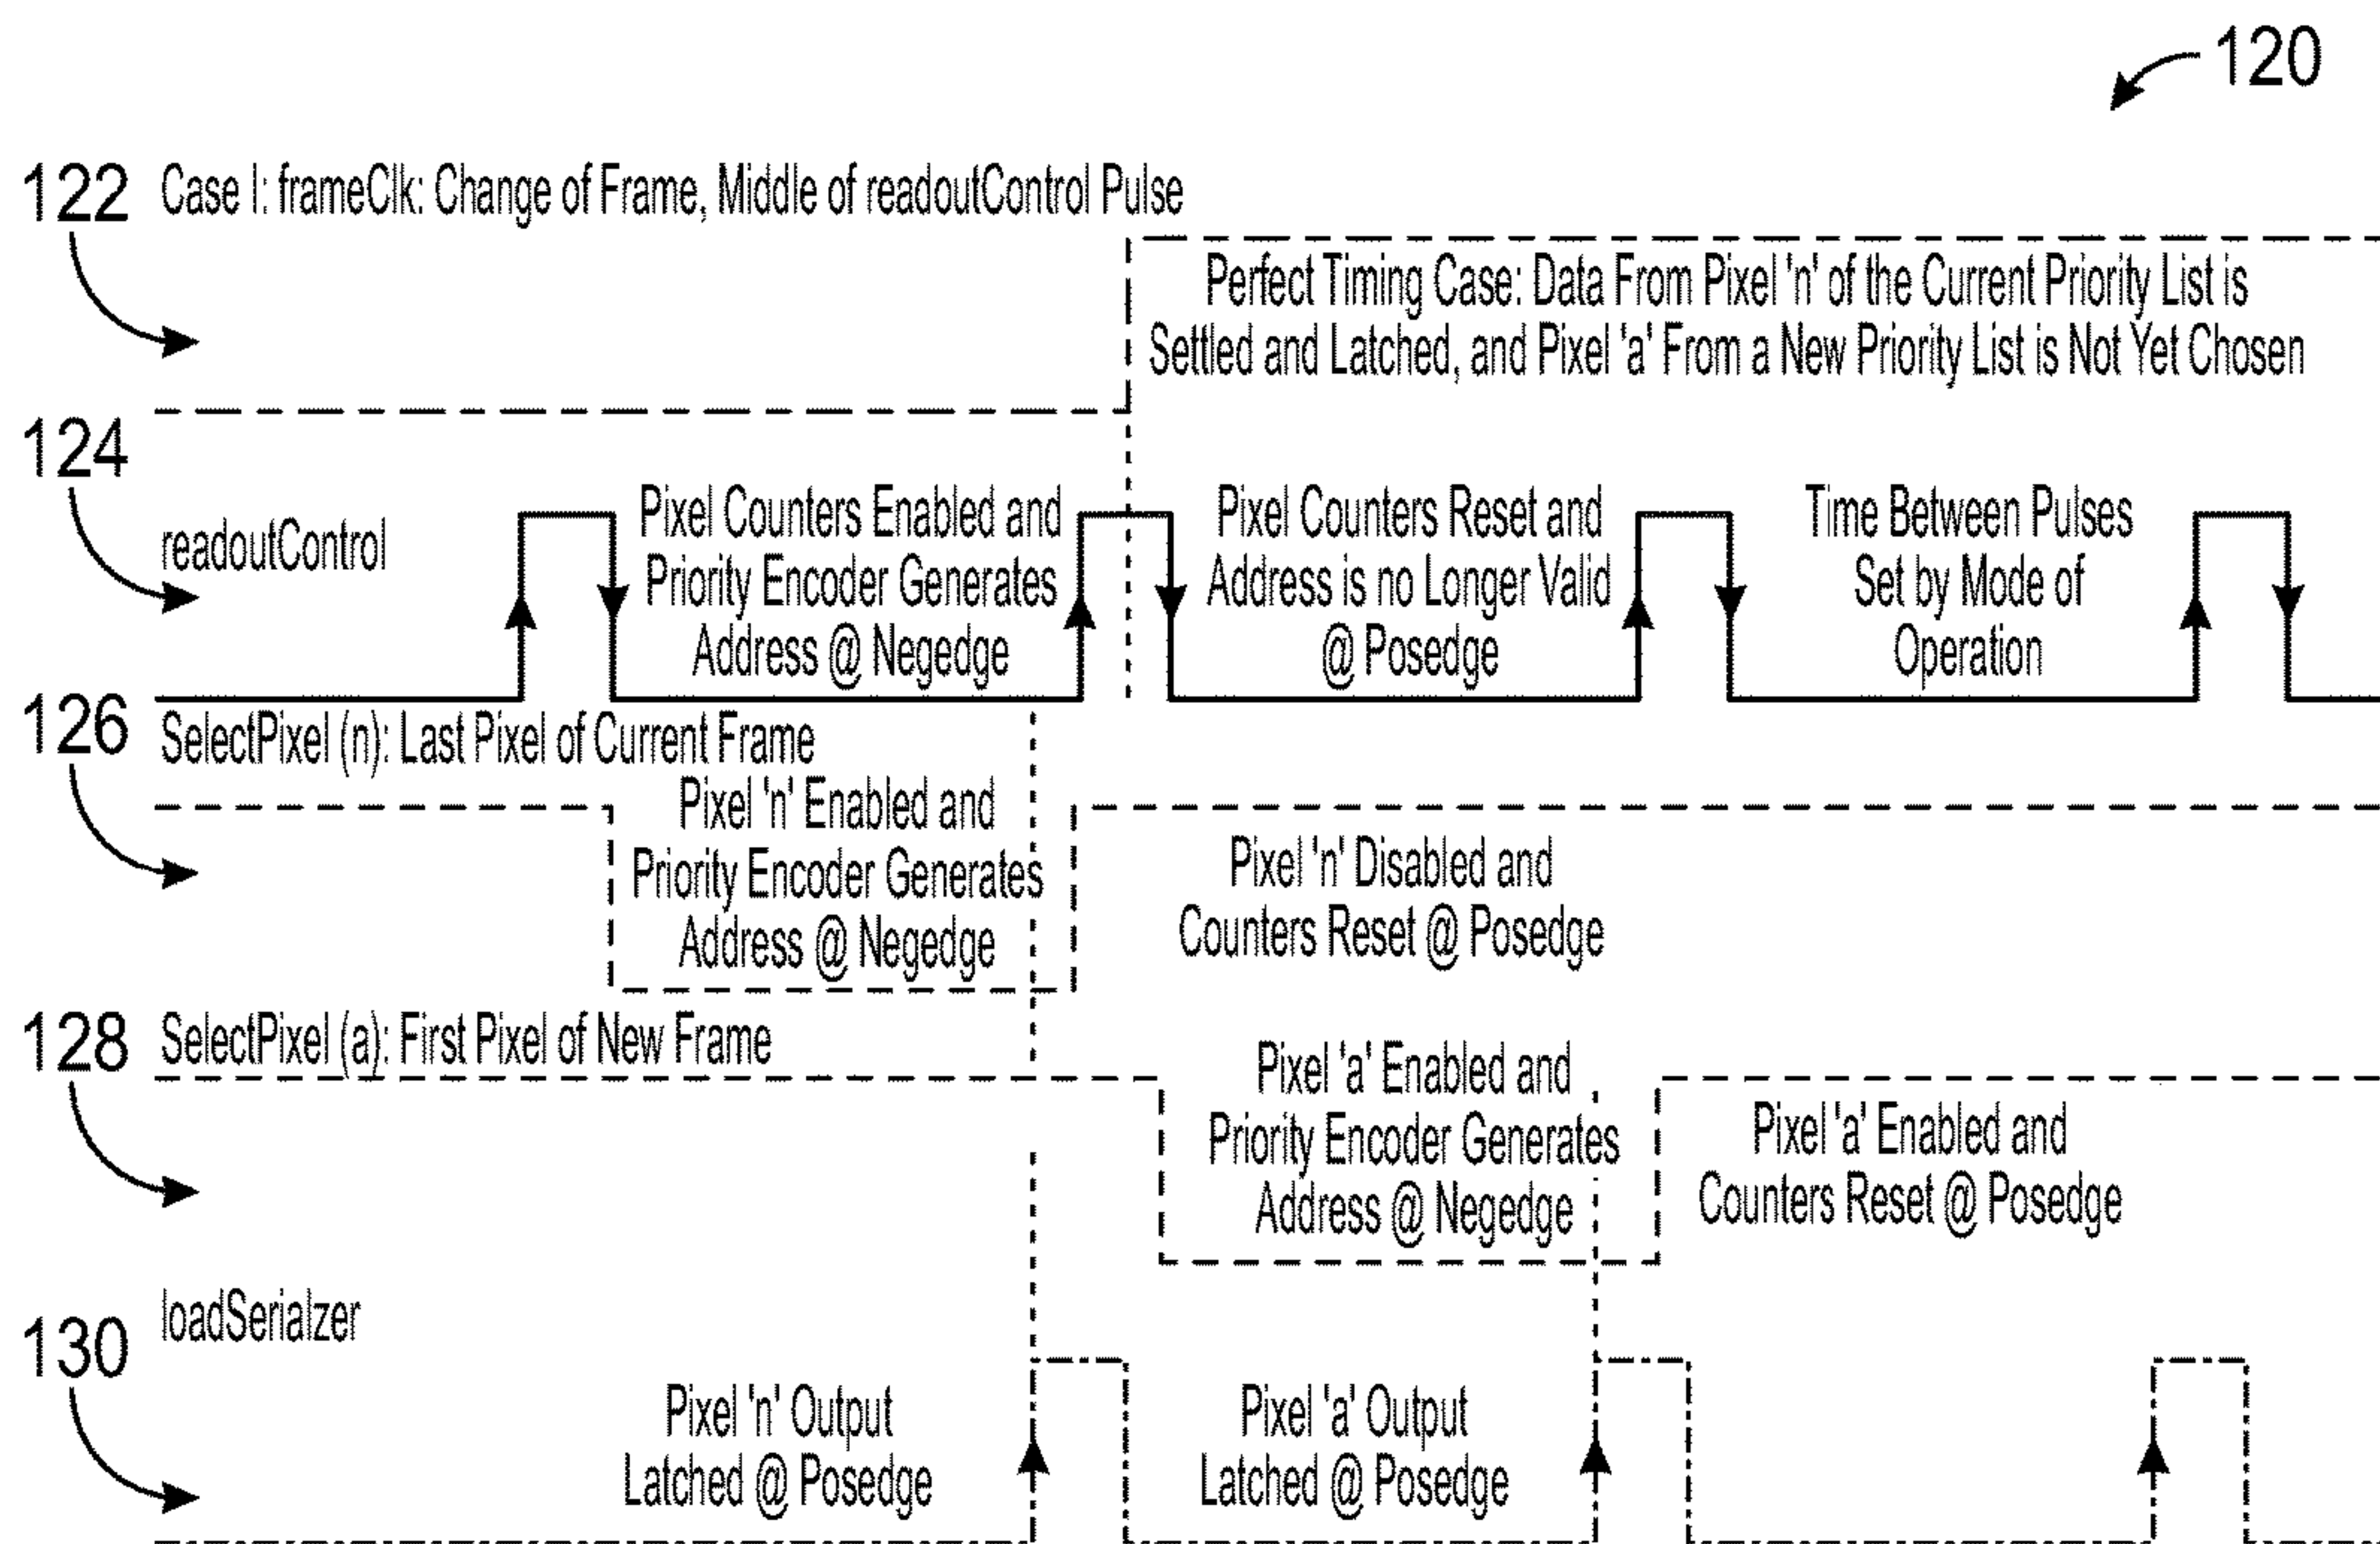 120
122 Case I: frameClk: Change of Frame, Middle of readoutControl Pulse
Perfect Timing Case: Data From Pixel 'n' of the Current Priority List is
Settled and Latched, and Pixel 'a' From a New Priority List is Not Yet Chosen
124
readoutControl
Pixel Counters Enabled and
Priority Encoder Generates
Address @ Negedge
Pixel Counters Reset and
Address is no Longer Valid
@ Posedge
Time Between Pulses
Set by Mode of
Operation
126 SelectPixel (n): Last Pixel of Current Frame
Pixel 'n' Enabled and
Priority Encoder Generates
Address @ Negedge
Pixel 'n' Disabled and
Counters Reset @ Posedge
128 SelectPixel (a): First Pixel of New Frame
Pixel 'a' Enabled and
Priority Encoder Generates
Address @ Negedge
Pixel 'a' Enabled and
Counters Reset @ Posedge
130 loadSerialzer
Pixel 'n' Output
Latched @ Posedge
Pixel 'a' Output
Latched @ Posedge